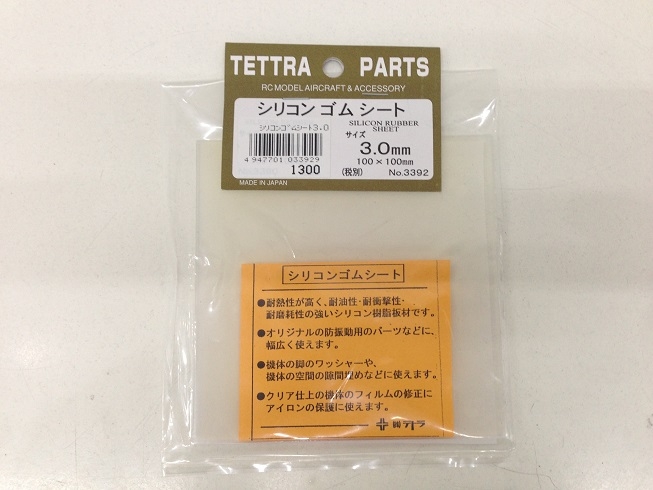 TETTRA PARTS
RC MODEL AIRCRAFT & ACCESSORY
シリコン ゴム シート
シリコンゴムシート3.0
SILICON RUBBER
SHEET
サイズ
3.0mm
100×100mm
4 947701 033929
1300
(税別)
No.3392
MADE IN JAPAN
シリコンゴムシート
●耐熱性が高く、耐油性・耐衝撃性・
耐磨耗性の強いシリコン樹脂板材です。
●オリジナルの防振動用のパーツなどに、
幅広く使えます。
●機体の脚のワッシャーや、
機体の空間の隙間埋めなどに使えます。
●クリア仕上の機体のフィルムの修正に
アイロンの保護に使えます。
㈱テトラ